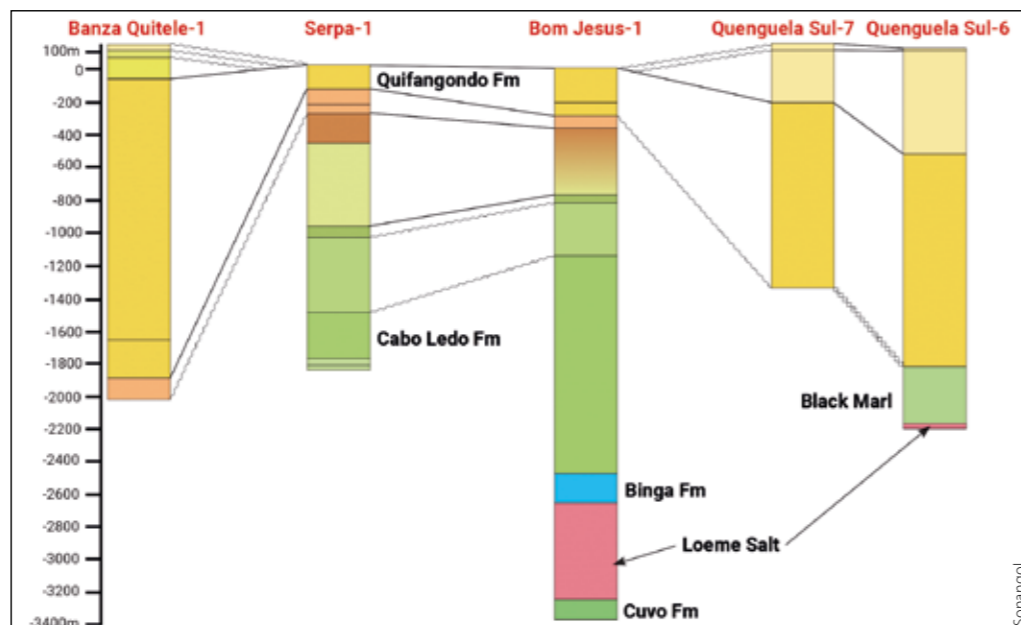 Banza Quitele-1 Serpa-1 Bom Jesus-1 Quenguela Sul-7 Quenguela Sul-6
100m
0
-200
-400
-600
-800
-1000
-1200
-1400
-1600
-1800
-2000
-2200
-2400
-2600
-2800
-3000
-3200
-3400m
Quifangondo Fm
Cabo Ledo Fm
Black Marl
Binga Fm
Loeme Salt
Cuvo Fm
Sonangol